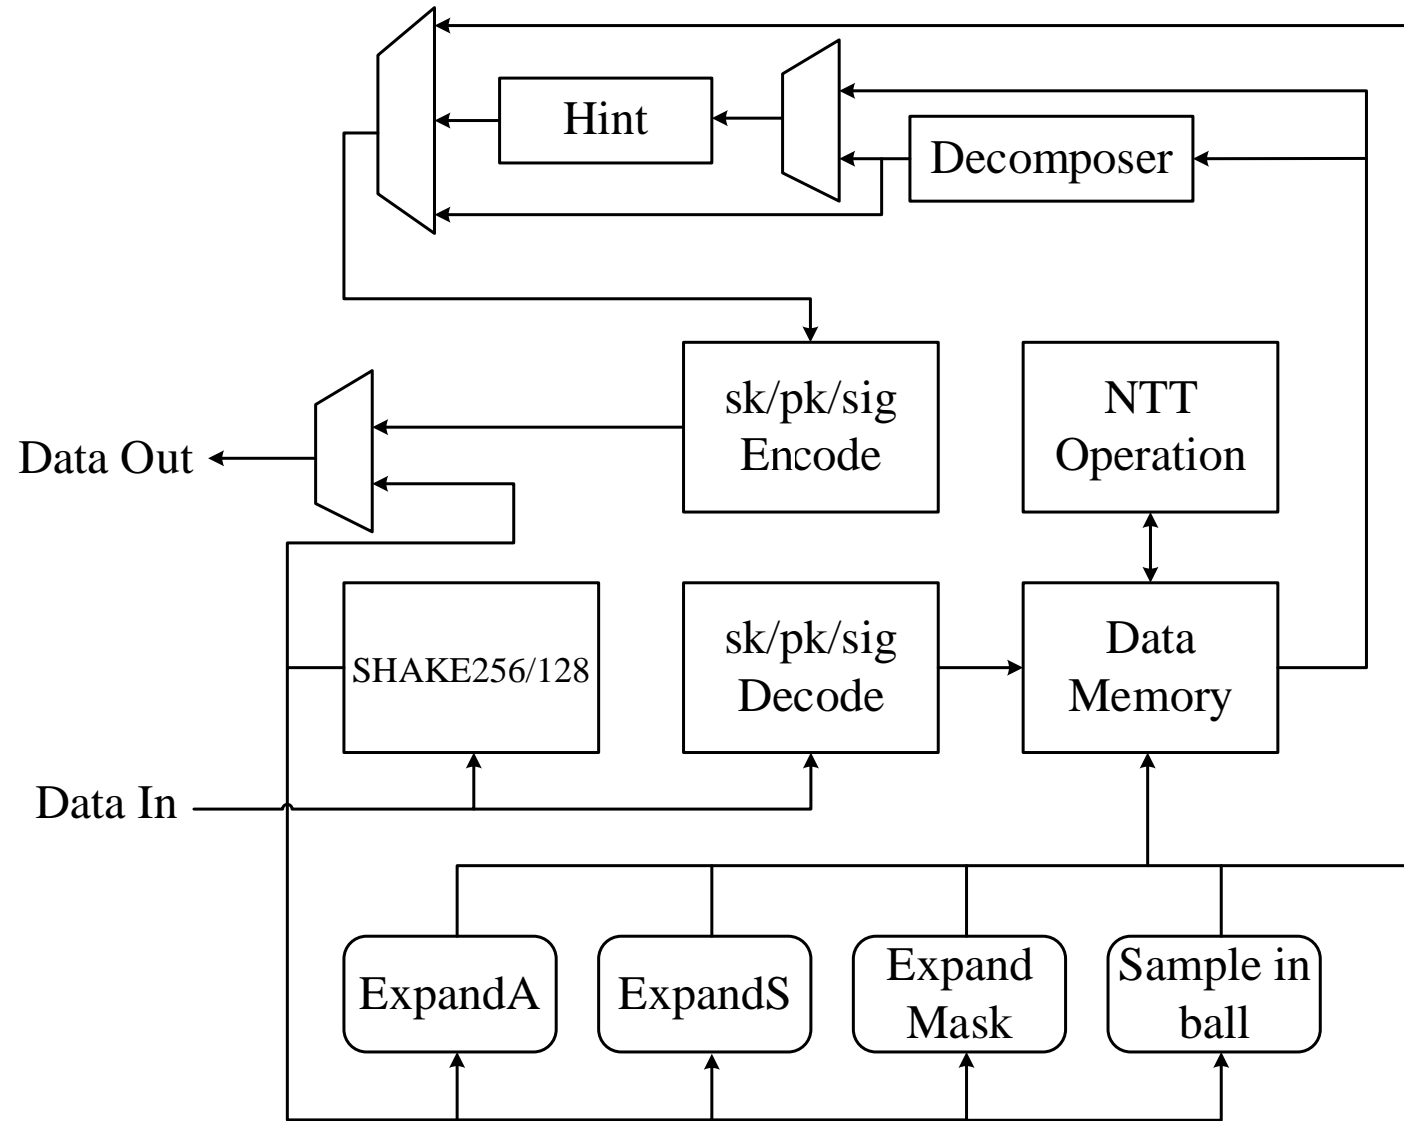 Hint
Decomposer
sk/pk/sig
Encode
NTT
Operation
Data Out
SHAKE256/128
sk/pk/sig
Decode
Data
Memory
Data In
ExpandA
ExpandS
Expand
Mask
Sample in
ball